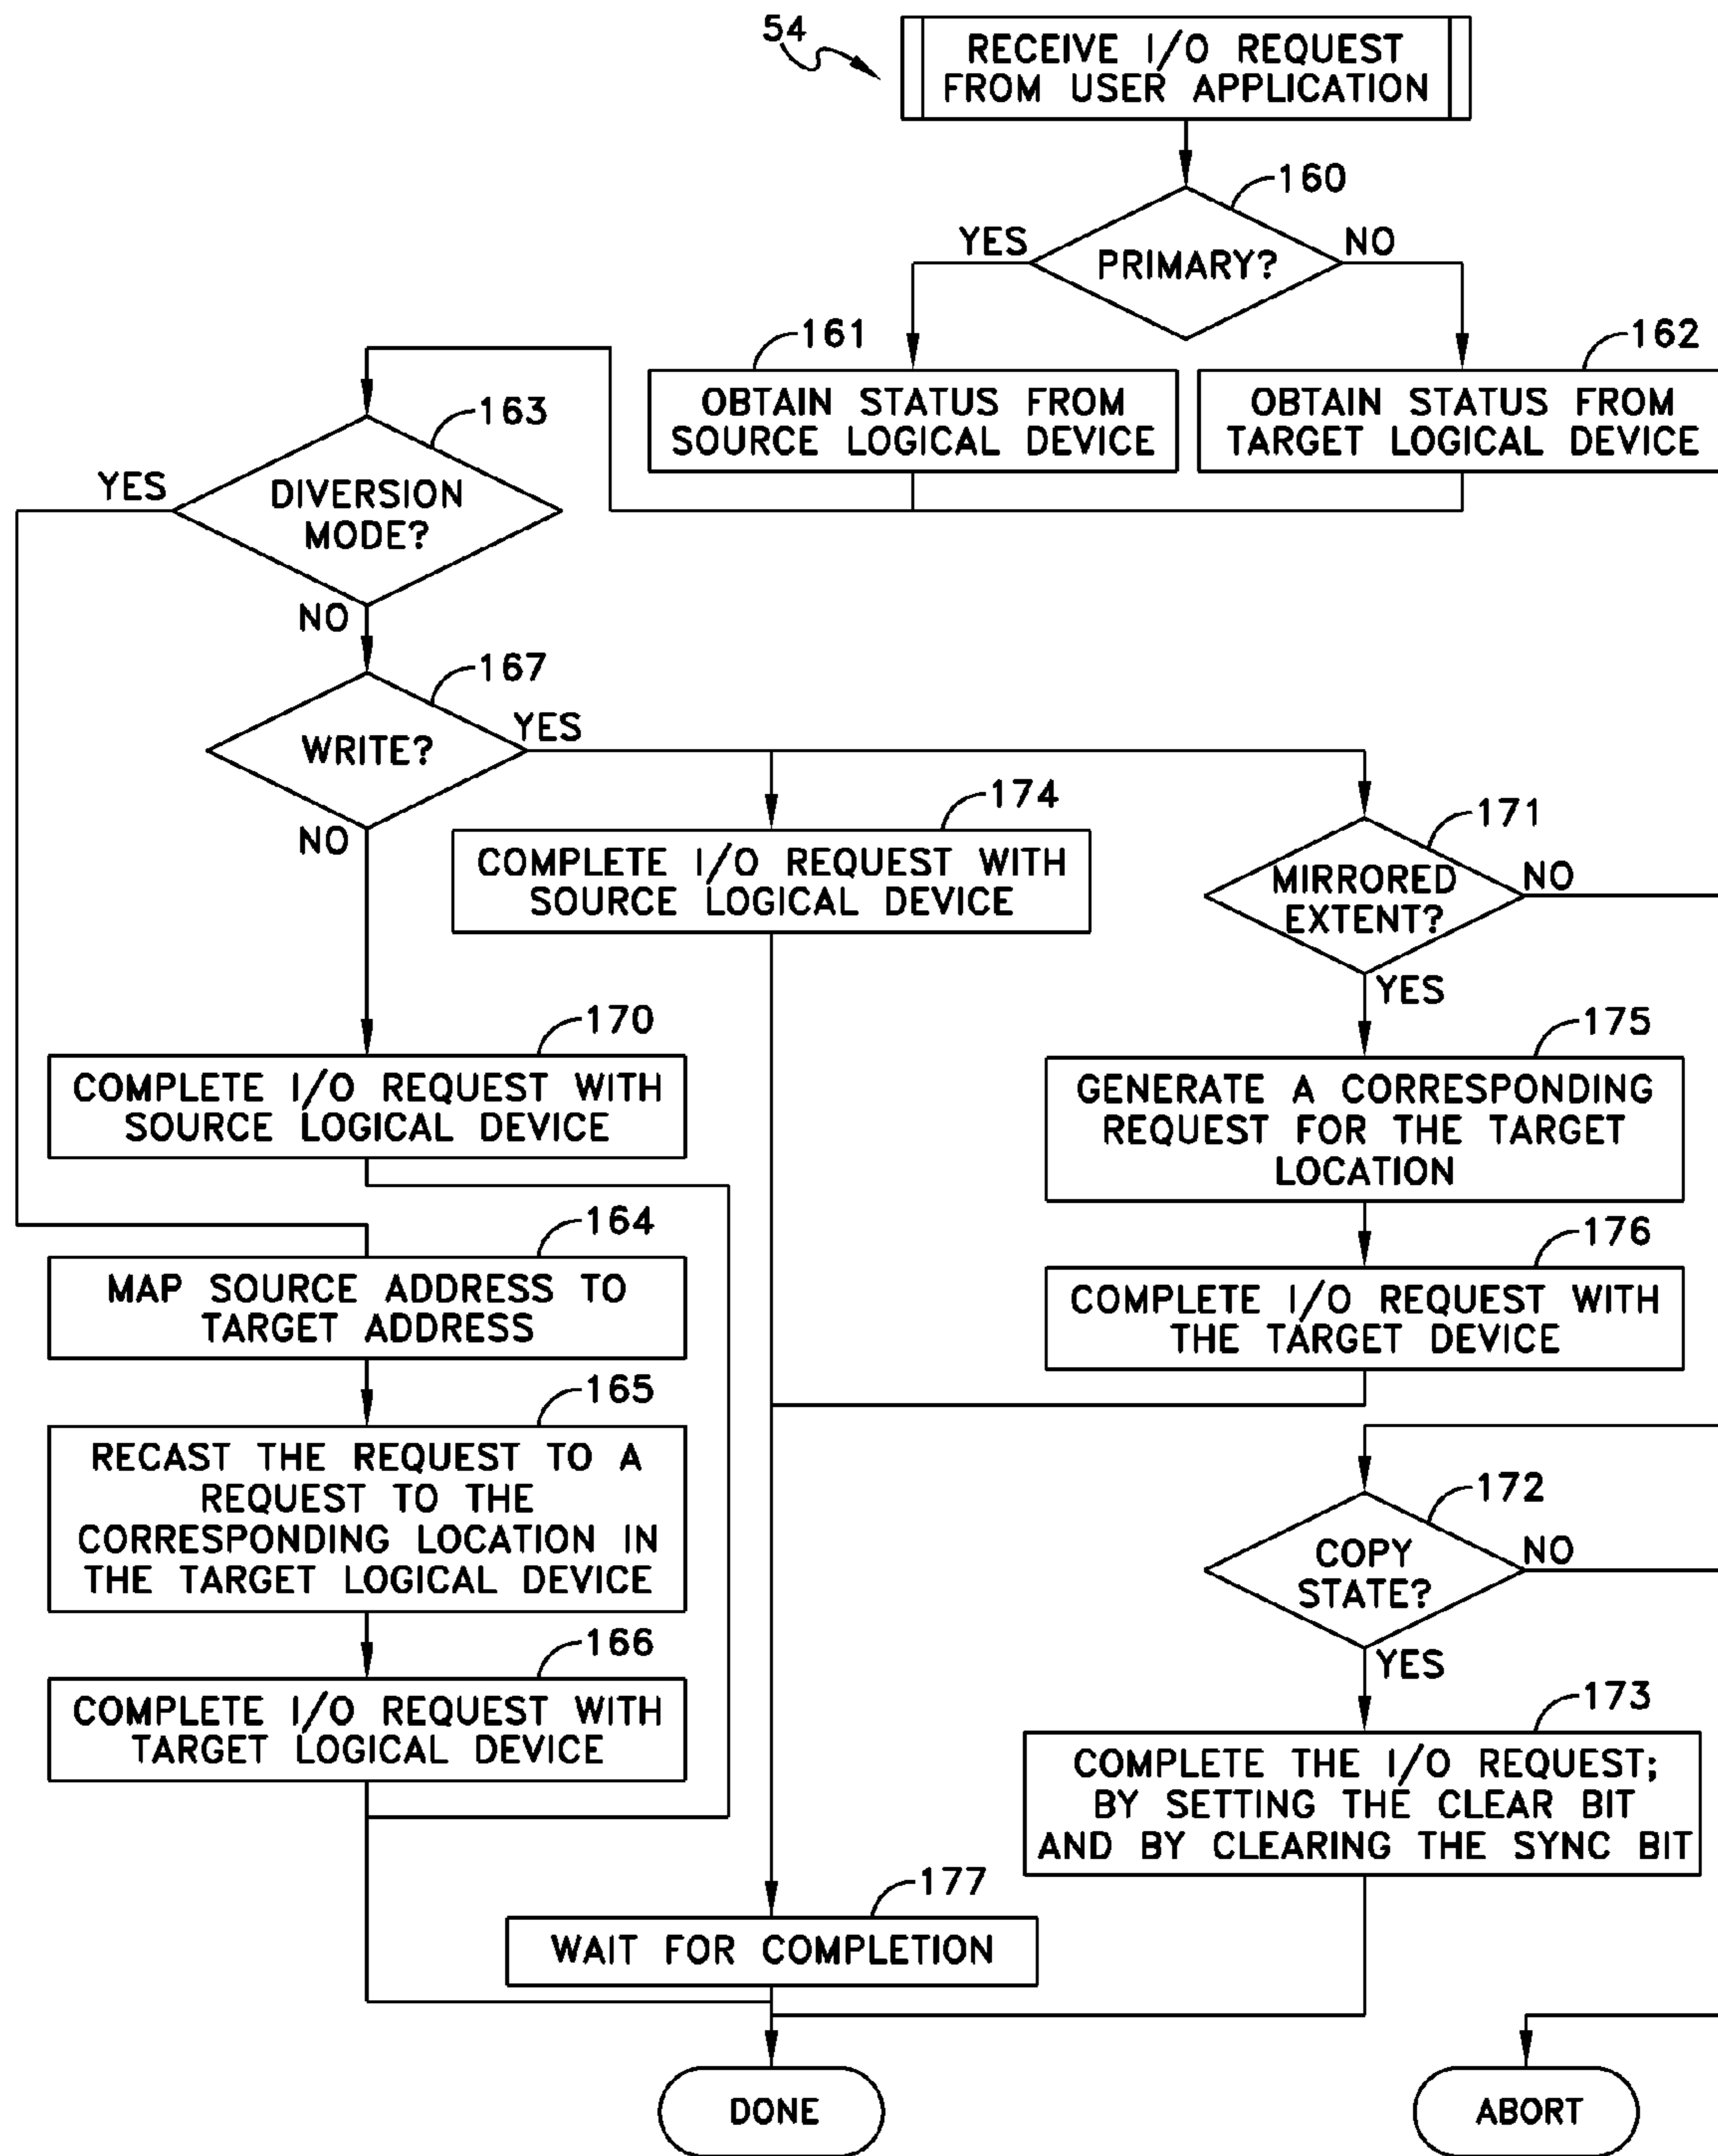 54
RECEIVE I/O REQUEST
FROM USER APPLICATION
160
YES
PRIMARY?
NO
161
162
OBTAIN STATUS FROM
SOURCE LOGICAL DEVICE
OBTAIN STATUS FROM
TARGET LOGICAL DEVICE
163
YES
DIVERSION
MODE?
NO
167
WRITE?
YES
NO
174
COMPLETE I/O REQUEST WITH
SOURCE LOGICAL DEVICE
171
MIRRORED
EXTENT?
NO
YES
170
COMPLETE I/O REQUEST WITH
SOURCE LOGICAL DEVICE
175
GENERATE A CORRESPONDING
REQUEST FOR THE TARGET
LOCATION
164
MAP SOURCE ADDRESS TO
TARGET ADDRESS
176
COMPLETE I/O REQUEST WITH
THE TARGET DEVICE
165
RECAST THE REQUEST TO A
REQUEST TO THE
CORRESPONDING LOCATION IN
THE TARGET LOGICAL DEVICE
172
COPY
STATE?
NO
YES
166
COMPLETE I/O REQUEST WITH
TARGET LOGICAL DEVICE
173
COMPLETE THE I/O REQUEST;
BY SETTING THE CLEAR BIT
AND BY CLEARING THE SYNC BIT
177
WAIT FOR COMPLETION
DONE
ABORT